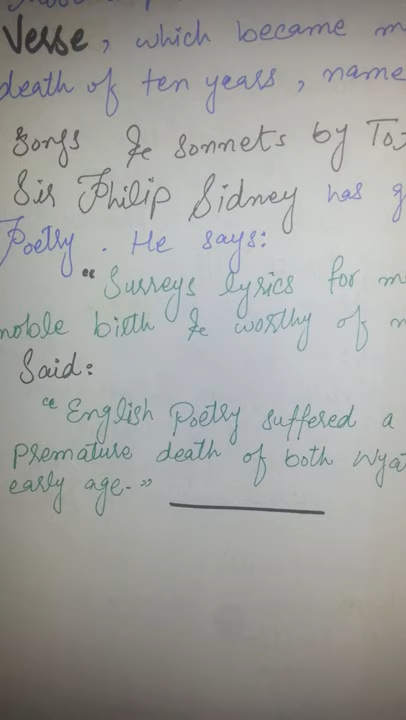 Verse, which became m
death of ten years, name
Songs & sonnets by To
Sir Philip Sidney has g
Poetry. He says:
"Surreys lyrics for m
noble birth & worthy of
Said:
"English Poetry suffered a
premature death of both Wyat
early age."